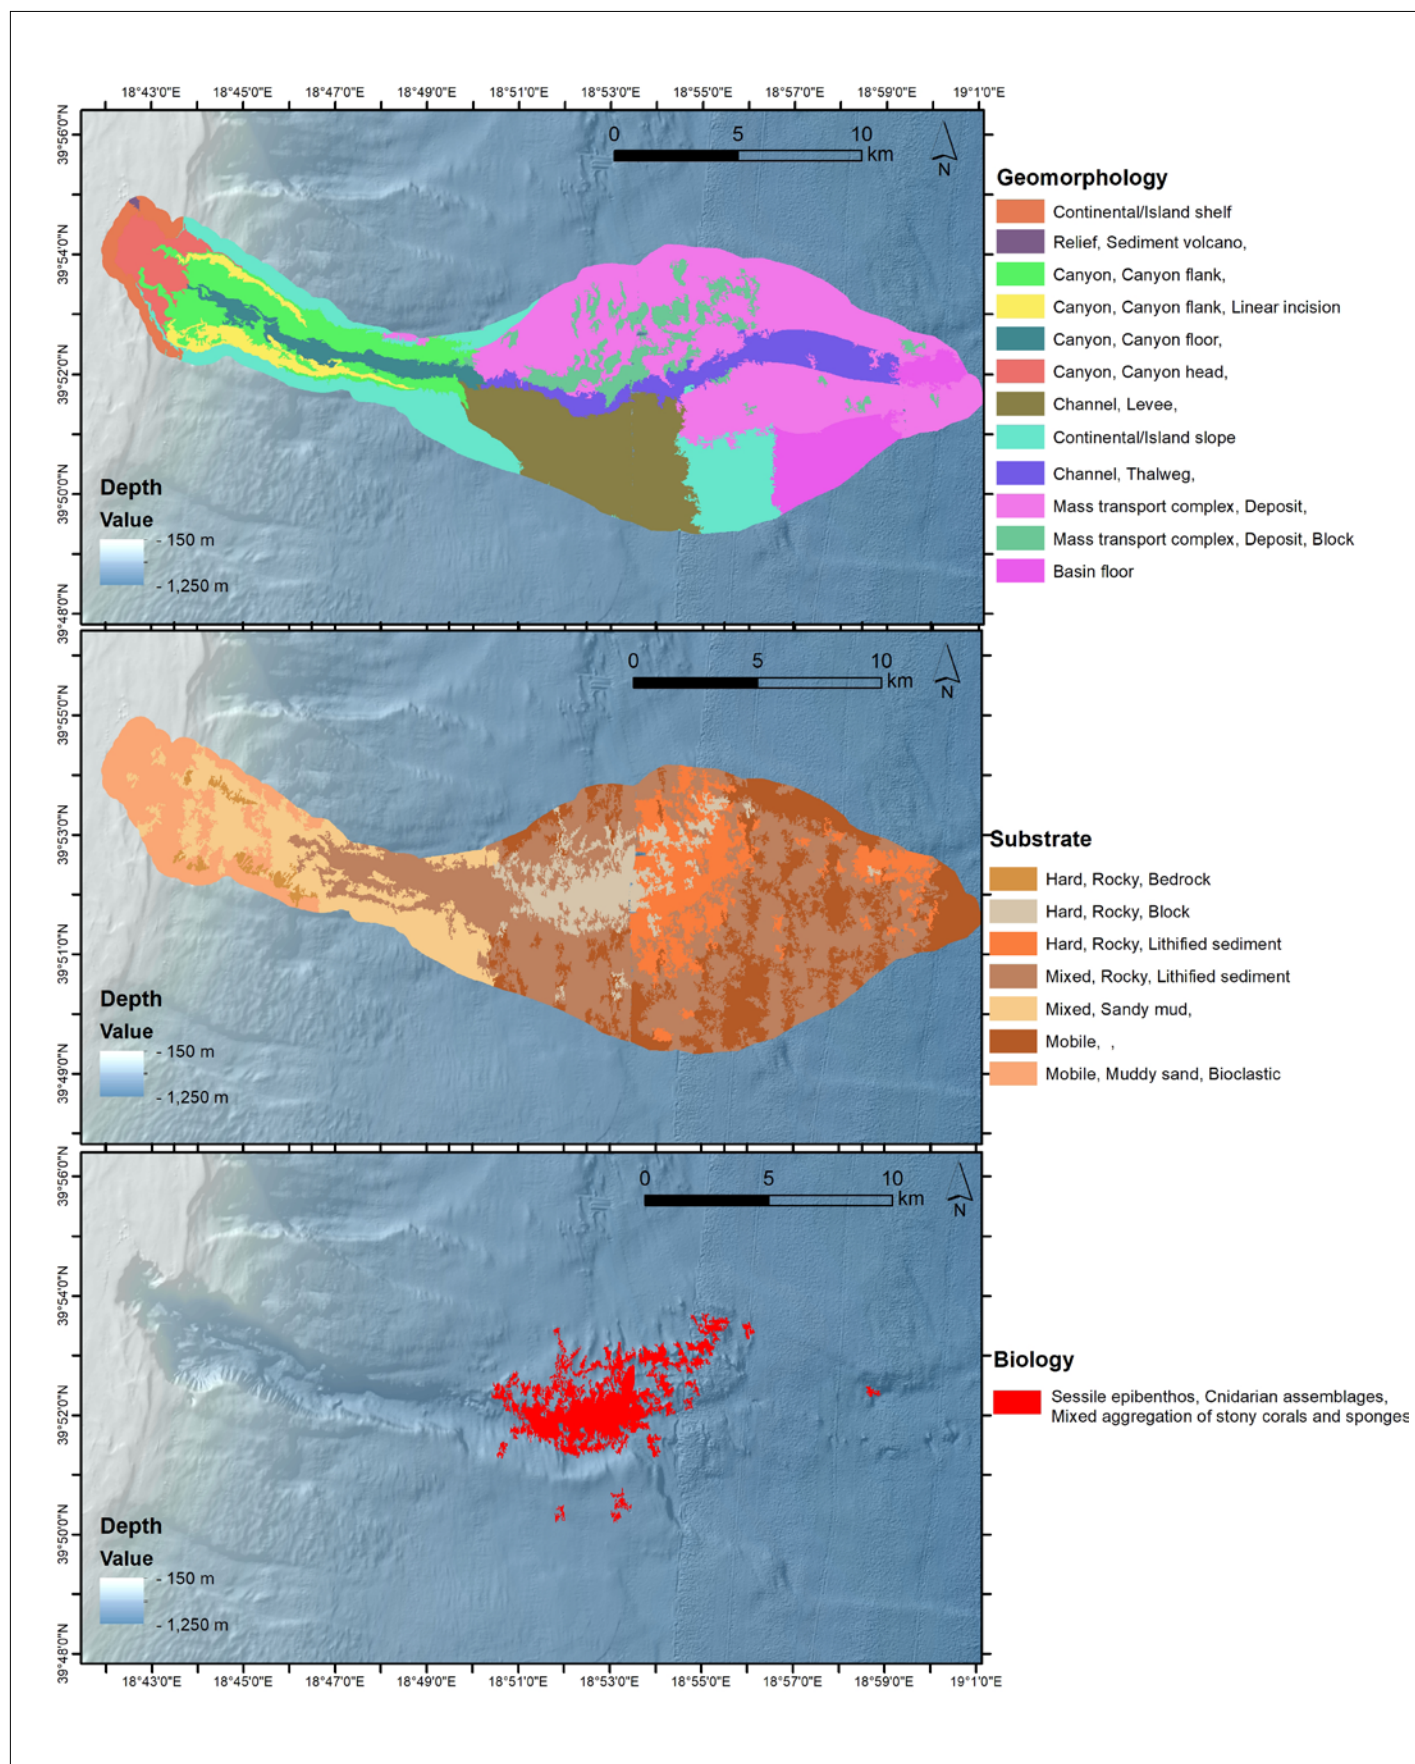 18°43'0"E 18°45'0"E 18°47'0"E 18°49'0"E 18°51'0"E 18°53'0"E 18°55'0"E 18°57'0"E 18°59'0"E 19°1'0"E
39°56'0"N
39°54'0"N
39°52'0"N
39°50'0"N
39°48'0"N
0 5 10
km
N
Depth
Value
- 150 m
- 1,250 m
Geomorphology
Continental/Island shelf
Relief, Sediment volcano,
Canyon, Canyon flank,
Canyon, Canyon flank, Linear incision
Canyon, Canyon floor,
Canyon, Canyon head,
Channel, Levee,
Continental/Island slope
Channel, Thalweg,
Mass transport complex, Deposit,
Mass transport complex, Deposit, Block
Basin floor
39°55'0"N
39°53'0"N
39°51'0"N
39°49'0"N
0 5 10
km
N
Depth
Value
- 150 m
- 1,250 m
Substrate
Hard, Rocky, Bedrock
Hard, Rocky, Block
Hard, Rocky, Lithified sediment
Mixed, Rocky, Lithified sediment
Mixed, Sandy mud,
Mobile, ,
Mobile, Muddy sand, Bioclastic
39°56'0"N
39°54'0"N
39°52'0"N
39°50'0"N
39°48'0"N
0 5 10
km
N
Depth
Value
- 150 m
- 1,250 m
Biology
Sessile epibenthos, Cnidarian assemblages,
Mixed aggregation of stony corals and sponges
18°43'0"E 18°45'0"E 18°47'0"E 18°49'0"E 18°51'0"E 18°53'0"E 18°55'0"E 18°57'0"E 18°59'0"E 19°1'0"E